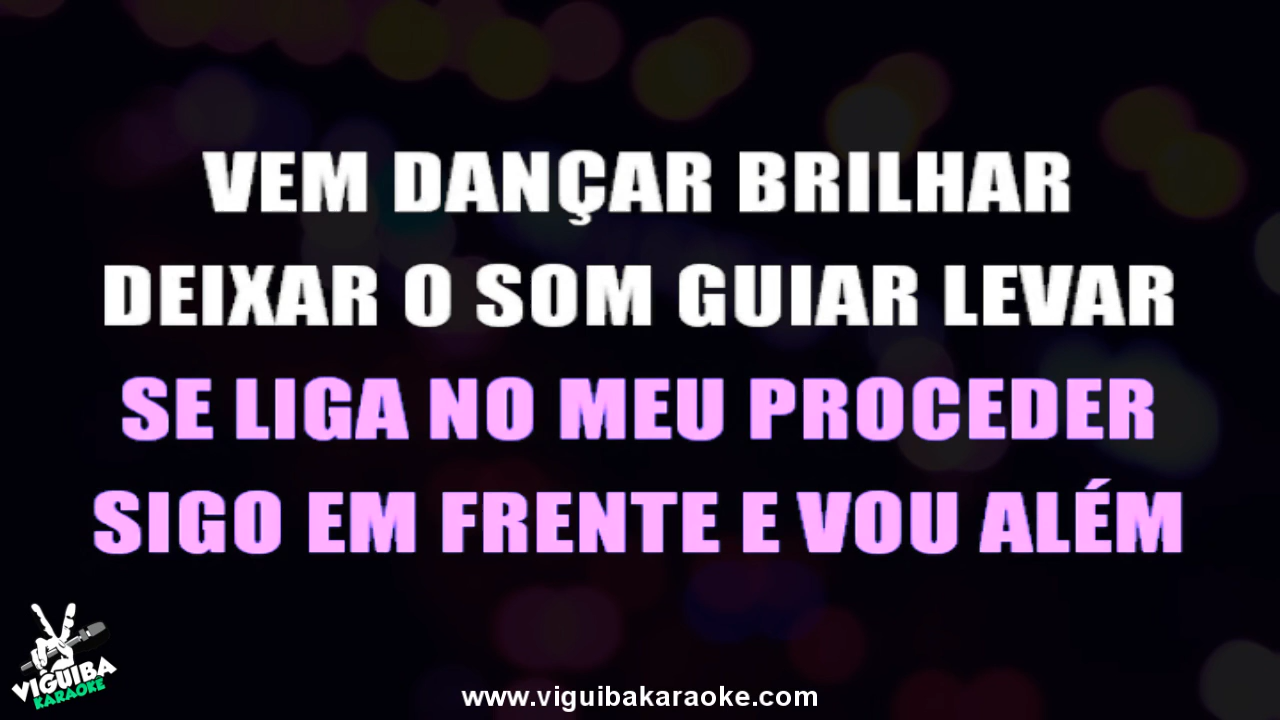 VEM DANÇAR BRILHAR
DEIXAR O SOM GUIAR LEVAR
SE LIGA NO MEU PROCEDER
SIGO EM FRENTE E VOU ALÉM
VIGUIBA
KARAOKE
www.viguibakaraoke.com